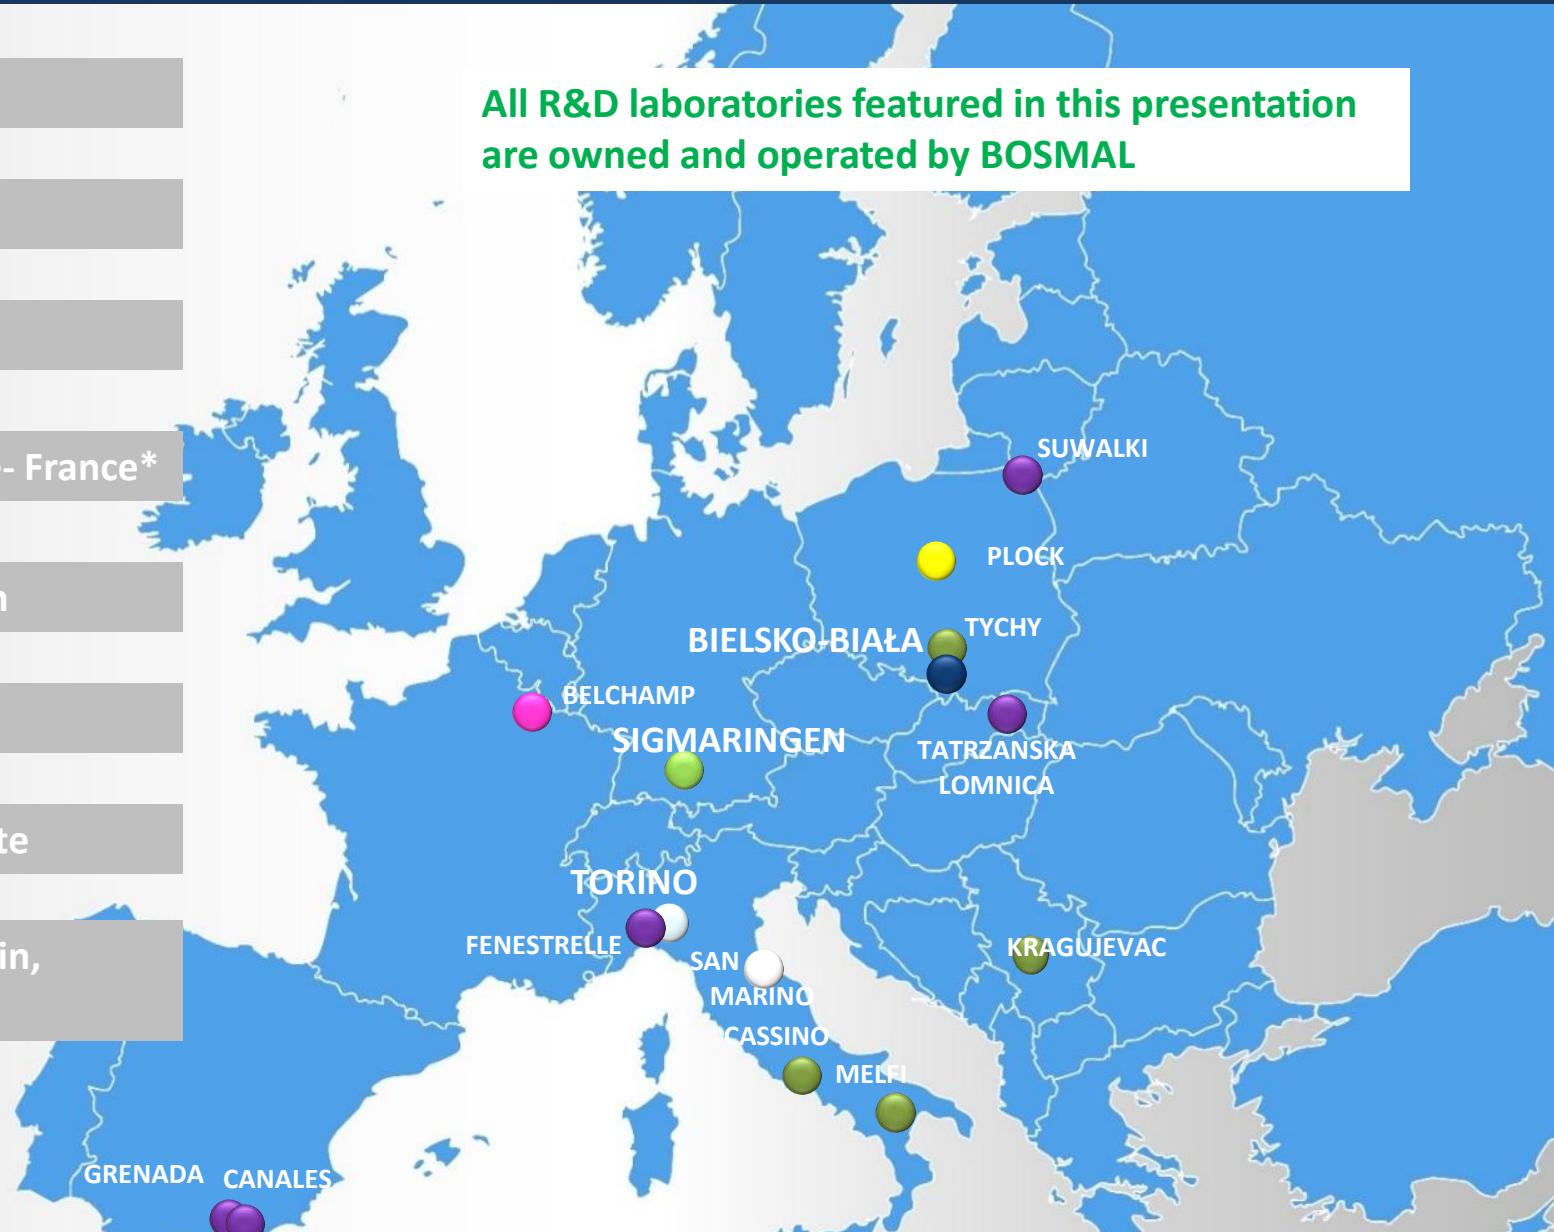 All R&D laboratories featured in this presentation
are owned and operated by BOSMAL
- France*
te
in,
SUWALKI
PLOCK
TYCHY
BIELSKO-BIAŁA
BELCHAMP
SIGMARINGEN
TATRZANSKA
LOMNICA
TORINO
FENESTRELLE
SAN
MARINO
KRAGUJEVAC
CASSINO
MELFI
GRENADA
CANALES